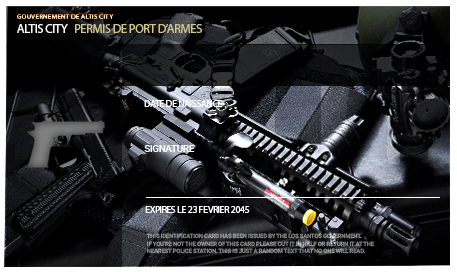 GOUVERNEMENT DE ALTIS CITY
ALTIS CITY PERMIS DE PORT D'ARMES
DATE DE NAISSANCE
SIGNATURE
EXPIRES LE 23 FEVRIER 2045
THIS IDENTIFICATION CARD HAS BEEN ISSUED BY THE LOS SANTOS GOVERNMENT.
IF YOU'RE NOT THE OWNER OF THIS CARD PLEASE CUT IT IN HALF OR RETURN IT AT THE
NEAREST POLICE STATION. THIS IS JUST A RANDOM TEXT THAT NO ONE WILL READ.